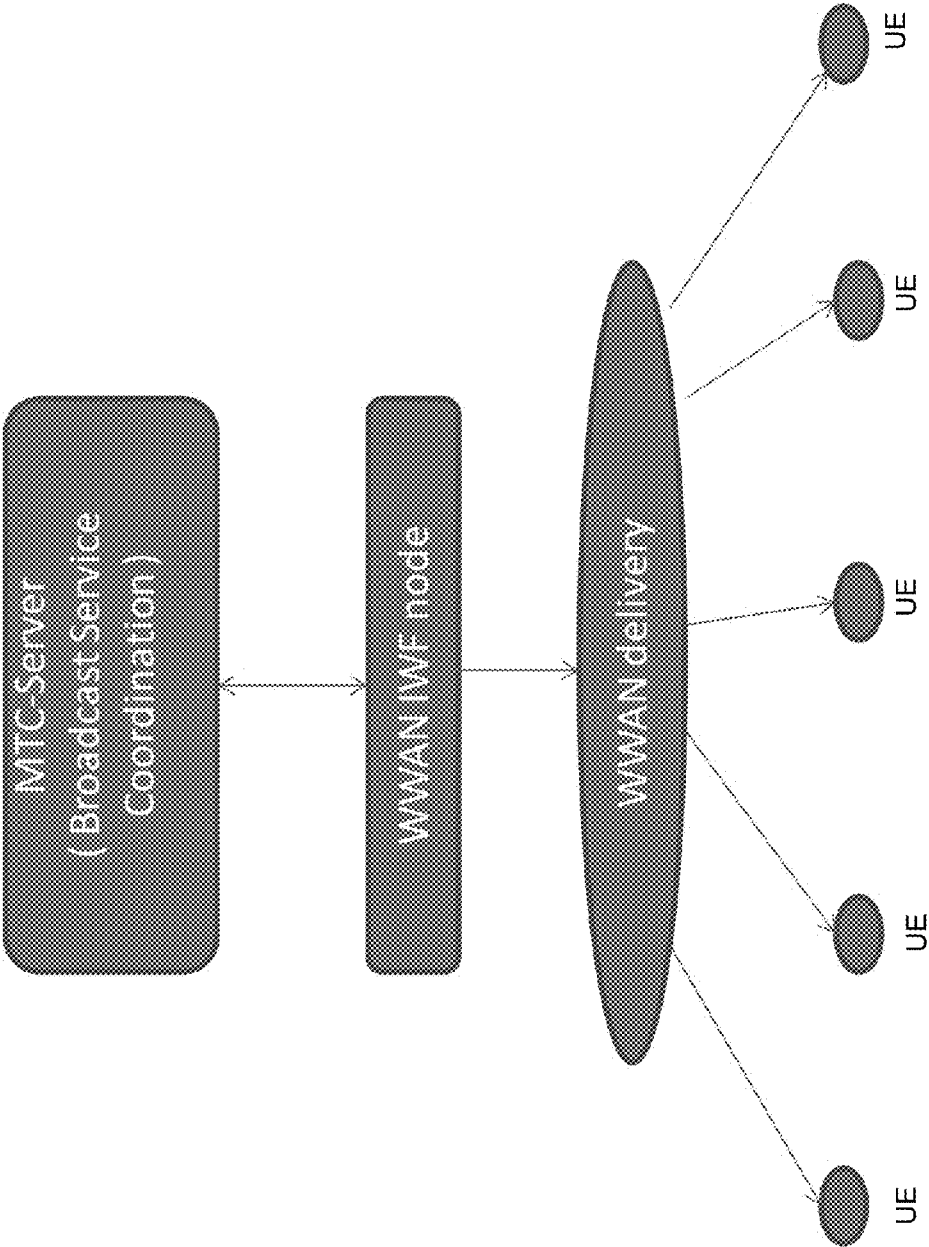 MTC-Server
( Broadcast Service
Coordination )
WWAN IWF node
WWAN delivery
UE
UE
UE
UE
UE